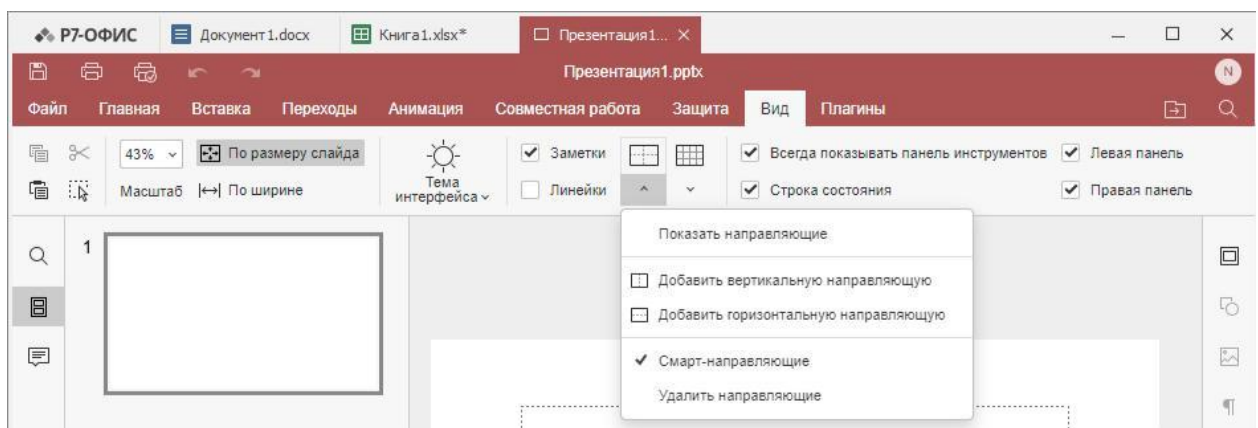 Р7-ОФИС Документ1.docx Книга1.xlsx* Презентация1...
Презентация1.pptx N
Файл Главная Вставка Переходы Анимация Совместная работа Защита Вид Плагины
43% По размеру слайда Тема интерфейса Заметки Всегда показывать панель инструментов Левая панель
Масштаб По ширине Линейки Строка состояния Правая панель
1
Показать направляющие
Добавить вертикальную направляющую
Добавить горизонтальную направляющую
Смарт-направляющие
Удалить направляющие